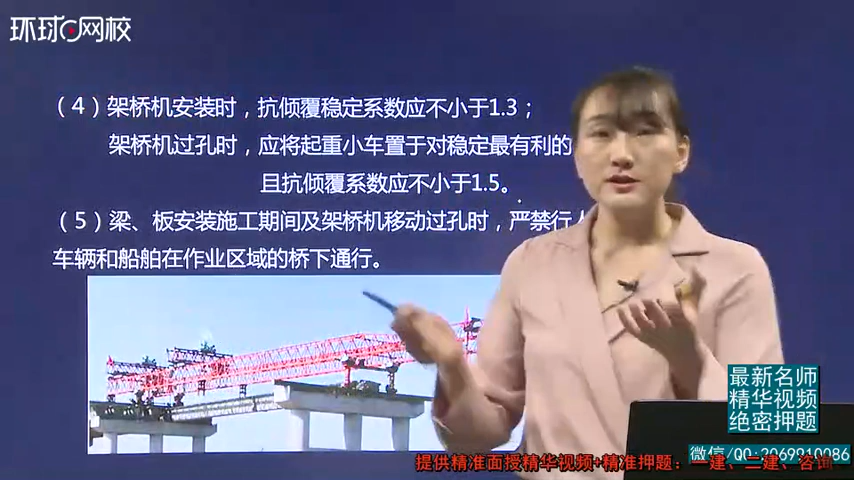 环球网校
（4）架桥机安装时，抗倾覆稳定系数应不小于1.3；
架桥机过孔时，应将起重小车置于对稳定最有利的
且抗倾覆系数应不小于1.5。
（5）梁、板安装施工期间及架桥机移动过孔时，严禁行人
车辆和船舶在作业区域的桥下通行。
最新名师
精华视频
绝密押题
微信/QQ:2069910086
提供精准面授精华视频+精准押题：一建、二建、咨询